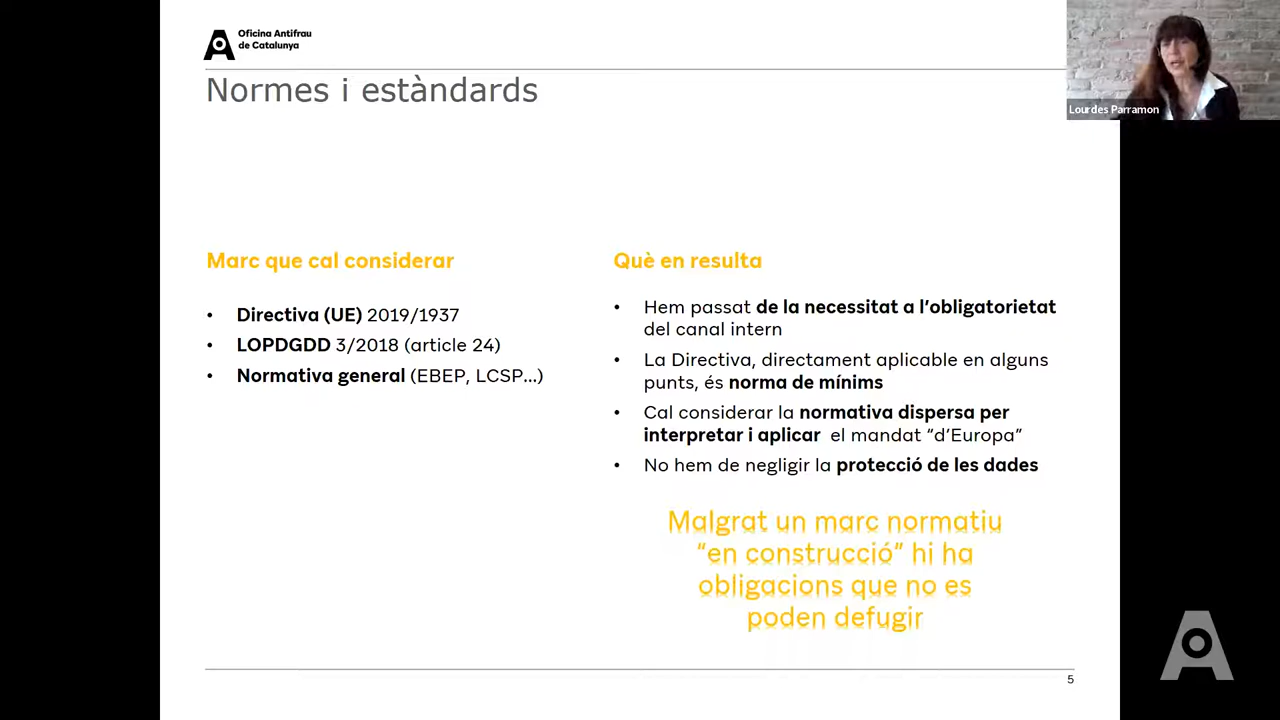 Oficina Antifrau
de Catalunya
Normes i estàndards
Lourdes Parramon
Marc que cal considerar
• Directiva (UE) 2019/1937
• LOPDGDD 3/2018 (article 24)
• Normativa general (EBEP, LCSP...)
Què en resulta
• Hem passat de la necessitat a l’obligatorietat
del canal intern
• La Directiva, directament aplicable en alguns
punts, és norma de mínims
• Cal considerar la normativa dispersa per
interpretar i aplicar el mandat “d’Europa”
• No hem de negligir la protecció de les dades
Malgrat un marc normatiu
“en construcció” hi ha
obligacions que no es
poden defugir
5